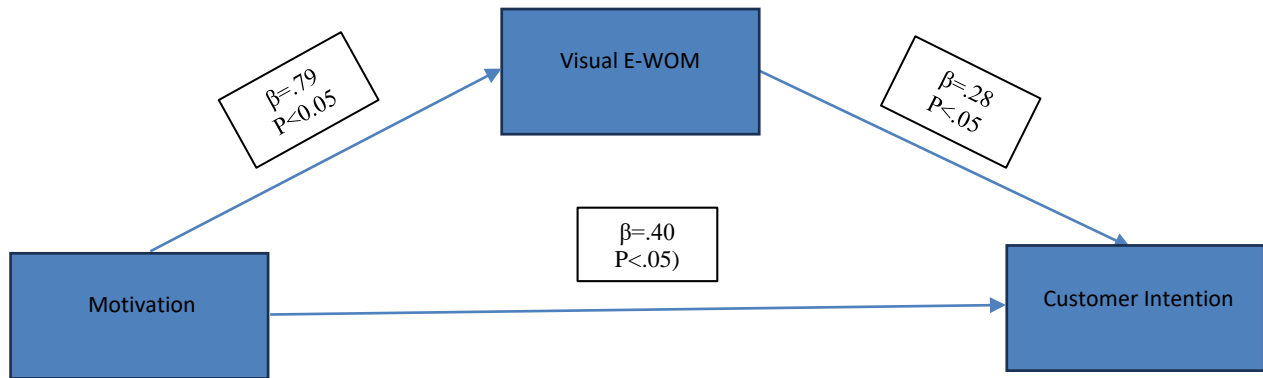 Visual E-WOM
β=.79
P<0.05
β=.28
P<.05
β=.40
P<.05)
Motivation
Customer Intention